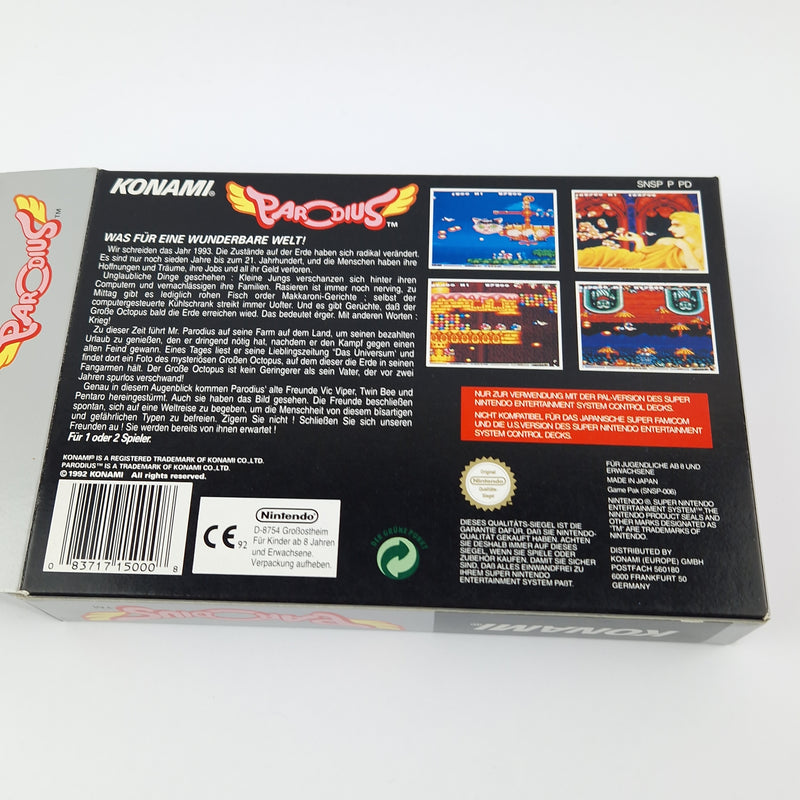 KONAMI®
PARODIUS™
SNSP P PD
WAS FÜR EINE WUNDERBARE WELT!
Wir schreiben das Jahr 1993. Die Zustände auf der Erde haben sich radikal verändert.
Es sind nur noch sieden Jahre bis zum 21. Jahrhundert, und die Menschen haben ihre
Hoffnungen und Träume, ihre Jobs und all ihr Geld verloren.
Unglaubliche Dinge geschehen : Kleine Jungs verschanzen sich hinter ihren
Computern und vernachlässigen ihre Familien. Rasieren ist immer noch nervig, zu
Mittag gibt es lediglich rohen Fisch order Makkaroni-Gerichte ; selbst der
computergesteuerte Kühlschrank streikt immer Uofter. Und es gibt Gerüchte, daß der
Große Octopus bald die Erde erreichen wied. Das bedeutet érger. Mit anderen Worten :
Krieg!
Zu dieser Zeit führt Mr. Parodius auf seine Farm auf dem Land, um seinen bezahlten
Urlaub zu genießen, den er dringend nötig hat, nachdem er den Kampf gegen einen
alten Feind gewann. Eines Tages liest er seine Lieblingszeitung "Das Universum' und
findet dort ein Foto des mysteriösen Großen Octopus, auf dem dieser die Erde in seinen
Fangarmen hält. Der Große Octopus ist kein Geringerer als sein Vater, der vor zwei
Jahren spurlos verschwand!
Genau in diesem Augenblick kommen Parodius' alte Freunde Vic Viper, Twin Bee und
Pentaro hereingestürmt. Auch sie haben das Bild gesehen. Die Freunde beschließen
spontan, sich auf eine Weltreise zu begeben, um die Menschheit von diesem bösartigen
und gefährlichen Typen zu befreien. Zigern Sie nicht ! Schließen Sie sich unseren
Freunden au ! Sie werden bereits von ihnen erwartet !
Für 1 oder 2 Spieler.
KONAMI® IS A REGISTERED TRADEMARK OF KONAMI CO.,LTD.
PARODIUS™ IS A TRADEMARK OF KONAMI CO.,LTD.
© 1992 KONAMI All rights reserved.
NUR ZUR VERWENDUNG MIT DER PAL-VERSION DES SUPER
NINTENDO ENTERTAINMENT SYSTEM CONTROL DECKS.
NICHT KOMPATIBEL FÜR DAS JAPANISCHE SUPER FAMICOM
UND DIE U.S.VERSION DES SUPER NINTENDO ENTERTAINMENT
SYSTEM CONTROL DECKS.
0 83717 15000 8
CE 92
Nintendo
D-8754 Großostheim
Für Kinder ab 8 Jahren
und Erwachsene.
Verpackung aufheben.
DER GRÜNE PUNKT
Original
Nintendo
Qualitäts
Siegel
DIESES QUALITÄTS-SIEGEL IST DIE
GARANTIE DAFÜR, DAß SIE NINTENDO-
QUALITÄT GEKAUFT HABEN. ACHTEN
SIE DESHALB IMMER AUF DIESES
SIEGEL, WENN SIE SPIELE ODER
ZUBEHÖR KAUFEN. DAMIT SIE SICHER
SIND, DAß ALLES EINWANDFREI ZU
IHREM SUPER NINTENDO
ENTERTAINMENT SYSTEM PAßT.
FÜR JUGENDLICHE AB 8 UND
ERWACHSENE
MADE IN JAPAN
Game Pak (SNSP-006)
NINTENDO®, SUPER NINTENDO
ENTERTAINMENT SYSTEM™, THE
NINTENDO PRODUCT SEALS AND
OTHER MARKS DESIGNATED AS
"TM" ARE TRADEMARKS OF
NINTENDO.
DISTRIBUTED BY
KONAMI (EUROPE) GMBH
POSTFACH 560180
6000 FRANKFURT 50
GERMANY
PARODIUS™
PARODIUS™
KONAMI®